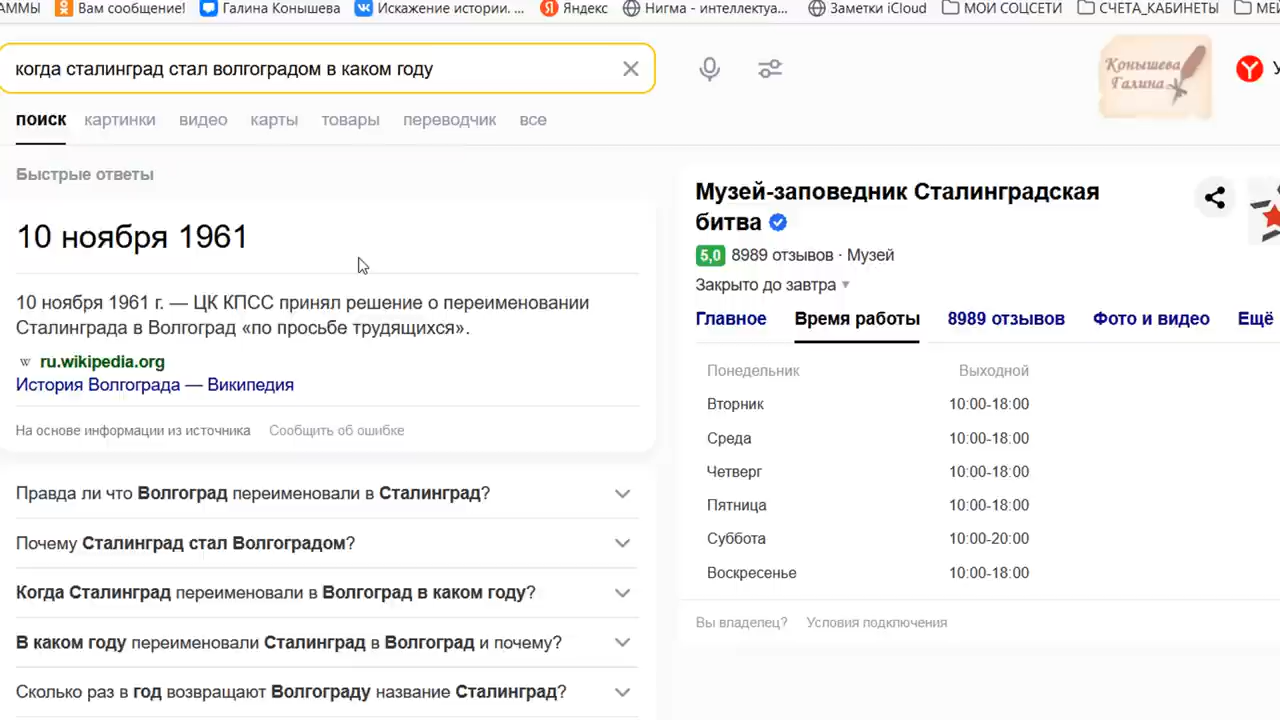 АММЫ Вам сообщение! Галина Конышева Искажение истории. ... Яндекс Нигма - интеллектуа... Заметки iCloud МОИ СОЦСЕТИ СЧЕТА_КАБИНЕТЫ МЕЙ
когда сталинград стал волгоградом в каком году
Конышева
Галина
поиск картинки видео карты товары переводчик все
Быстрые ответы
10 ноября 1961
10 ноября 1961 г. — ЦК КПСС принял решение о переименовании
Сталинграда в Волгоград «по просьбе трудящихся».
W ru.wikipedia.org
История Волгограда — Википедия
На основе информации из источника Сообщить об ошибке
Правда ли что Волгоград переименовали в Сталинград?
Почему Сталинград стал Волгоградом?
Когда Сталинград переименовали в Волгоград в каком году?
В каком году переименовали Сталинград в Волгоград и почему?
Сколько раз в год возвращают Волгограду название Сталинград?
Музей-заповедник Сталинградская
битва
5,0 8989 отзывов · Музей
Закрыто до завтра
Главное Время работы 8989 отзывов Фото и видео Ещё
Понедельник Выходной
Вторник 10:00-18:00
Среда 10:00-18:00
Четверг 10:00-18:00
Пятница 10:00-18:00
Суббота 10:00-20:00
Воскресенье 10:00-18:00
Вы владелец? Условия подключения